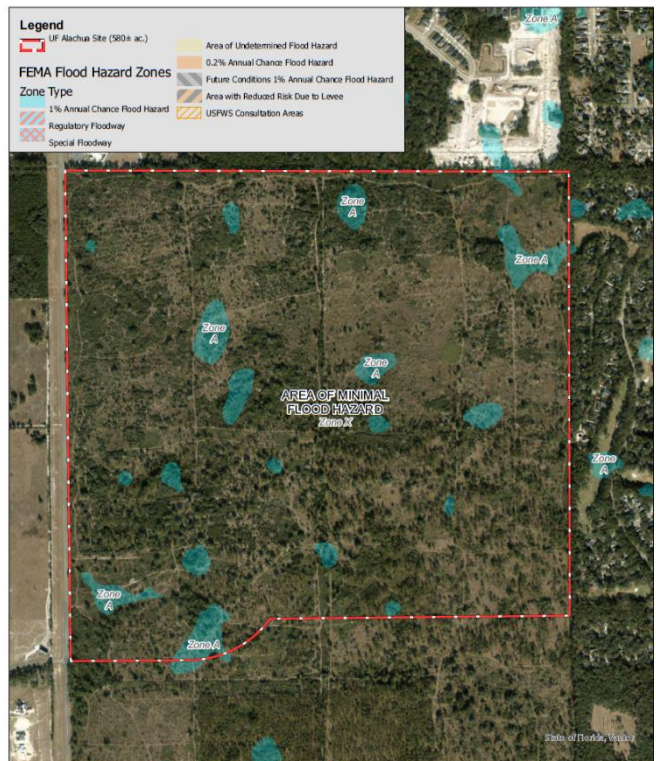 Legend
UF Alachua Site (580± ac.)
FEMA Flood Hazard Zones
Zone Type
1% Annual Chance Flood Hazard
Regulatory Floodway
Special Floodway
Area of Undetermined Flood Hazard
0.2% Annual Chance Flood Hazard
Future Conditions 1% Annual Chance Flood Hazard
Area with Reduced Risk Due to Levee
USFWS Consultation Areas
Zone A
Zone
A
Zone A
Zone
A
Zone
A
AREA OF MINIMAL
FLOOD HAZARD
Zone X
Zone
A
Zone
A
Zone A
State of Florida, Vexcel